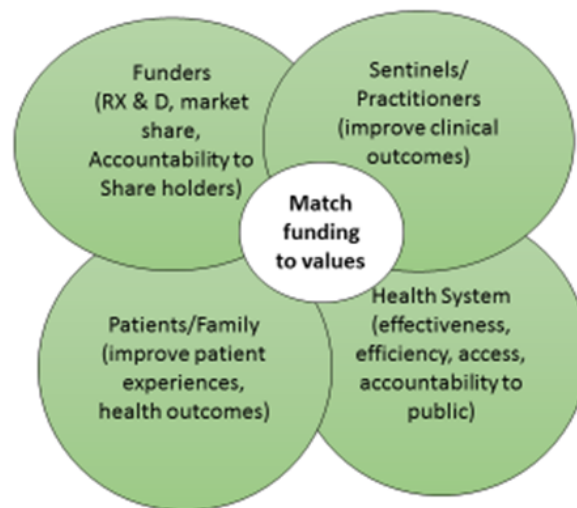 Funders
(RX & D, market
share,
Accountability to
Share holders)
Sentinels/
Practitioners
(improve clinical
outcomes)
Match
funding
to values
Patients/Family
(improve patient
experiences,
health outcomes)
Health System
(effectiveness,
efficiency, access,
accountability to
public)